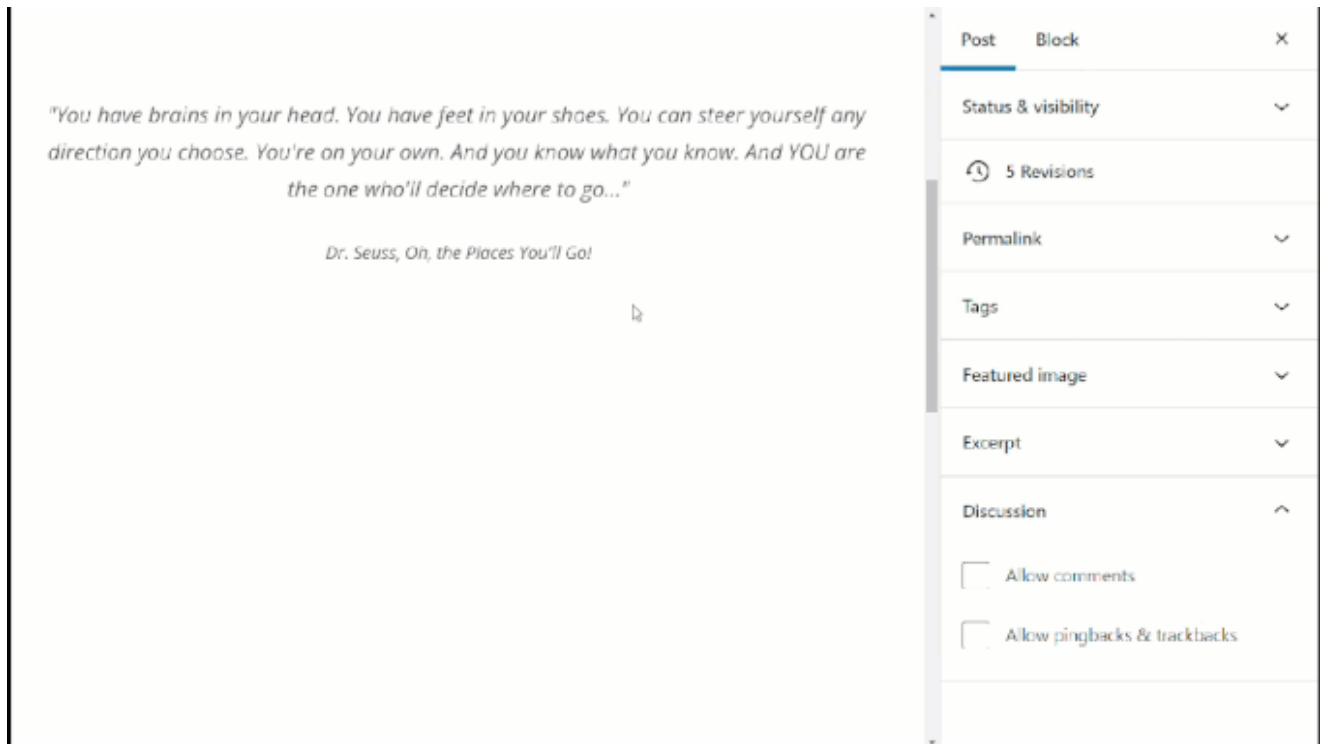 "You have brains in your head. You have feet in your shoes. You can steer yourself any
direction you choose. You're on your own. And you know what you know. And YOU are
the one who'll decide where to go..."
Dr. Seuss, Oh, the Places You'll Go!
Post Block
Status & visibility
5 Revisions
Permalink
Tags
Featured image
Excerpt
Discussion
Allow comments
Allow pingbacks & trackbacks